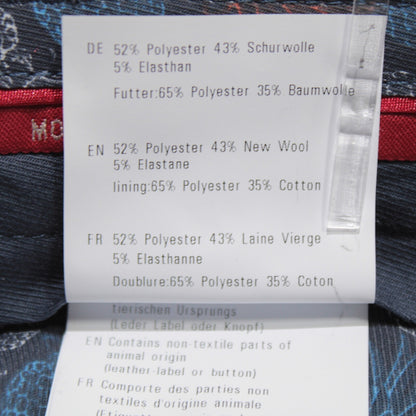 DE 52% Polyester 43% Schurwolle
5% Elasthan
Futter:65% Polyester 35% Baumwolle
MO
EN 52% Polyester 43% New Wool
5% Elastane
lining:65% Polyester 35% Cotton
FR 52% Polyester 43% Laine Vierge
5% Elasthanne
Doublure:65% Polyester 35% Coton
tierischen Ursprungs
(Leder Label oder Knopf)
EN Contains non-textile parts of
animal origin
(leather-label or button)
FR Comporte des parties non
textiles d'origine animale